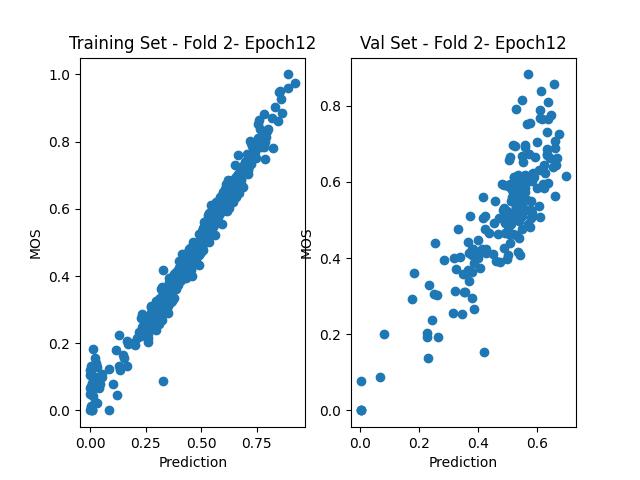 Training Set - Fold 2- Epoch12
Val Set - Fold 2- Epoch12
MOS
1.0
0.8
0.6
0.4
0.2
0.0
0.00 0.25 0.50 0.75
Prediction
MOS
0.8
0.6
0.4
0.2
0.0
0.0 0.2 0.4 0.6
Prediction